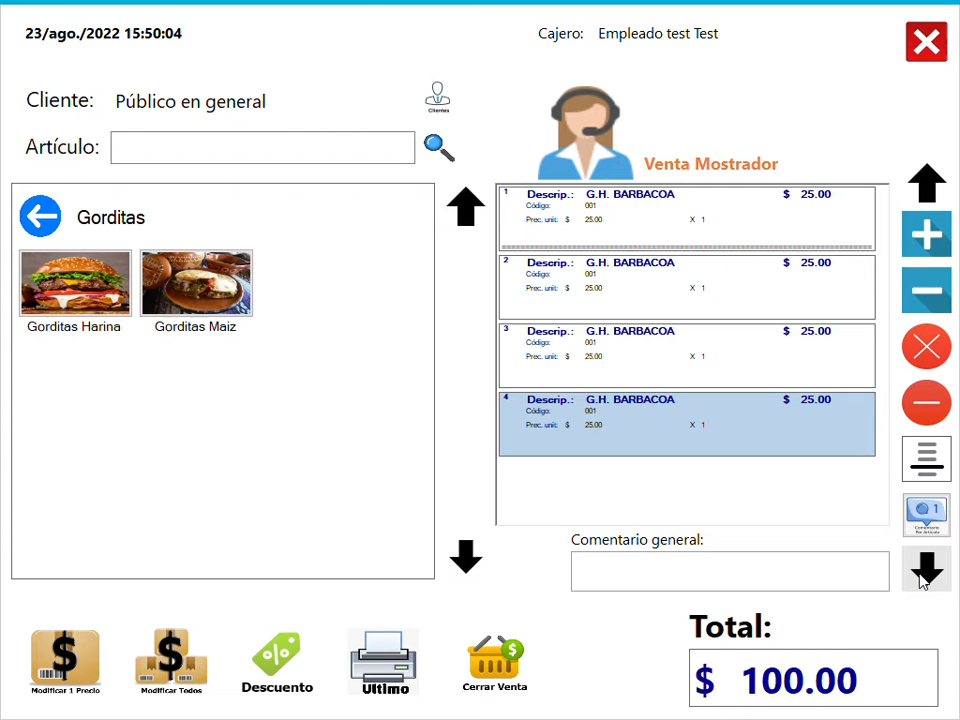 23/ago./2022 15:50:04
Cajero: Empleado test Test
Cliente: Público en general
Clientes
Artículo:
Venta Mostrador
Gorditas
Gorditas Harina
Gorditas Maiz
1 Descrip.: G.H. BARBACOA $ 25.00
Código: 001
Prec. unit: $ 25.00 X 1
2 Descrip.: G.H. BARBACOA $ 25.00
Código: 001
Prec. unit: $ 25.00 X 1
3 Descrip.: G.H. BARBACOA $ 25.00
Código: 001
Prec. unit: $ 25.00 X 1
4 Descrip.: G.H. BARBACOA $ 25.00
Código: 001
Prec. unit: $ 25.00 X 1
1
Comentario
Por Artículo
Comentario general:
Modificar 1 Precio
Modificar Todos
Descuento
Ultimo
Cerrar Venta
Total:
$ 100.00